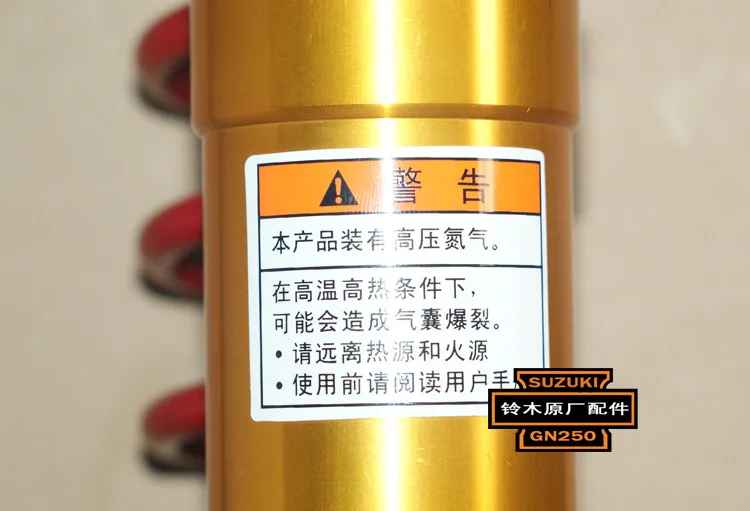 警告
本产品装有高压氮气。
在高温高热条件下，
可能会造成气囊爆裂。
• 请远离热源和火源
• 使用前请阅读用户手
SUZUKI
铃木原厂配件
GN250